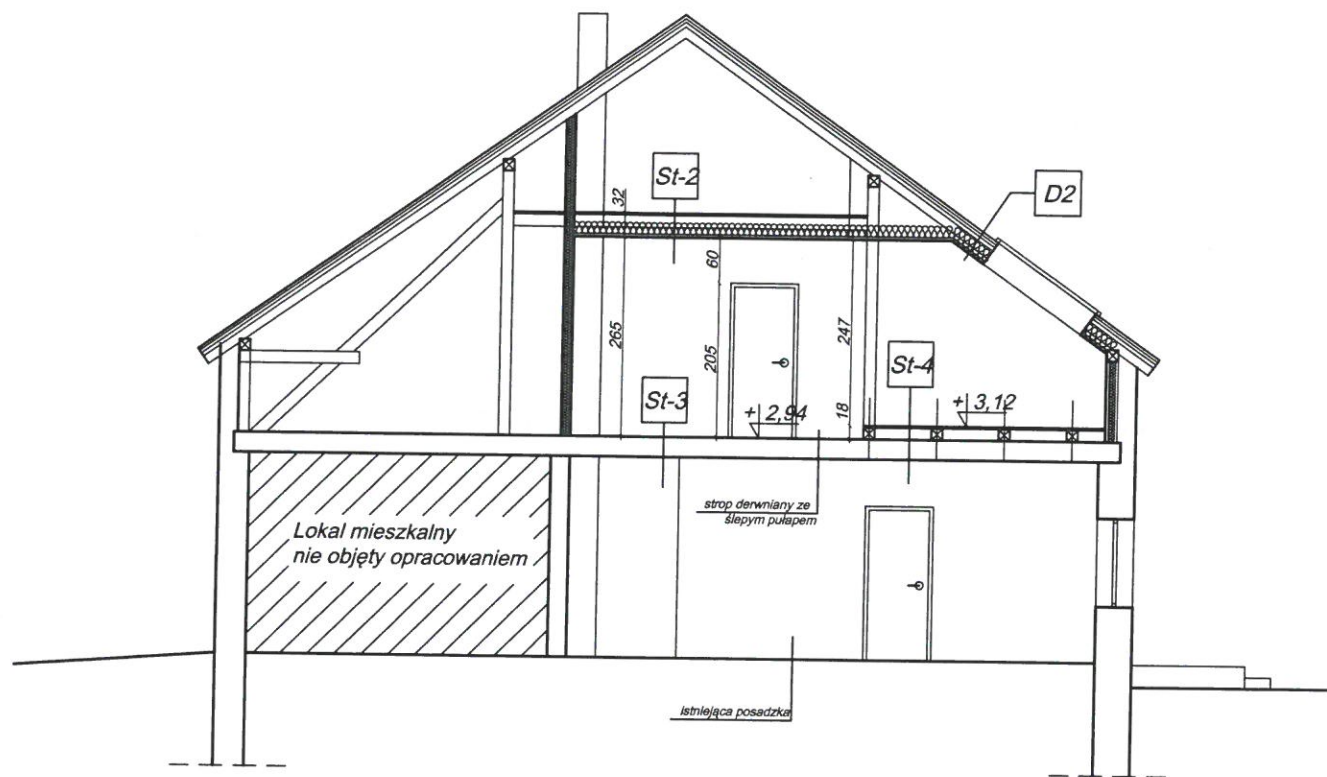 St-2
D2
32
60
265
205
247
St-4
St-3
+ 2,94
18
+ 3,12
strop derwniany ze
ślepym pułapem
Lokal mieszkalny
nie objęty opracowaniem
istniejąca posadzka